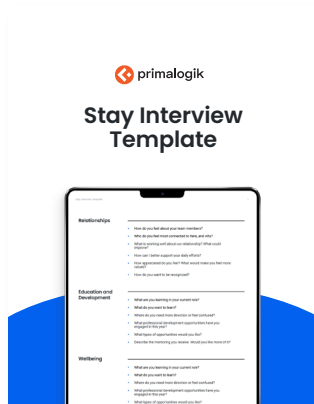 primalogik
Stay Interview
Template
Stay Interview Template
Relationships
How do you feel about your team members?
Who do you feel most connected to here, and why?
What is working well about our relationship? What could
improve?
How can I better support your daily efforts?
How appreciated do you feel? What would make you feel more
valued?
How do you want to be recognized?
Education and
Development
What are you learning in your current role?
What do you want to learn?
Where do you need more direction or feel confused?
What professional development opportunities have you
engaged in this year?
What types of opportunities would you like?
Describe the mentoring you receive. Would you like more of it?
Wellbeing
What are you learning in your current role?
What do you want to learn?
Where do you need more direction or feel confused?
What professional development opportunities have you
engaged in this year?
What types of opportunities would you like?